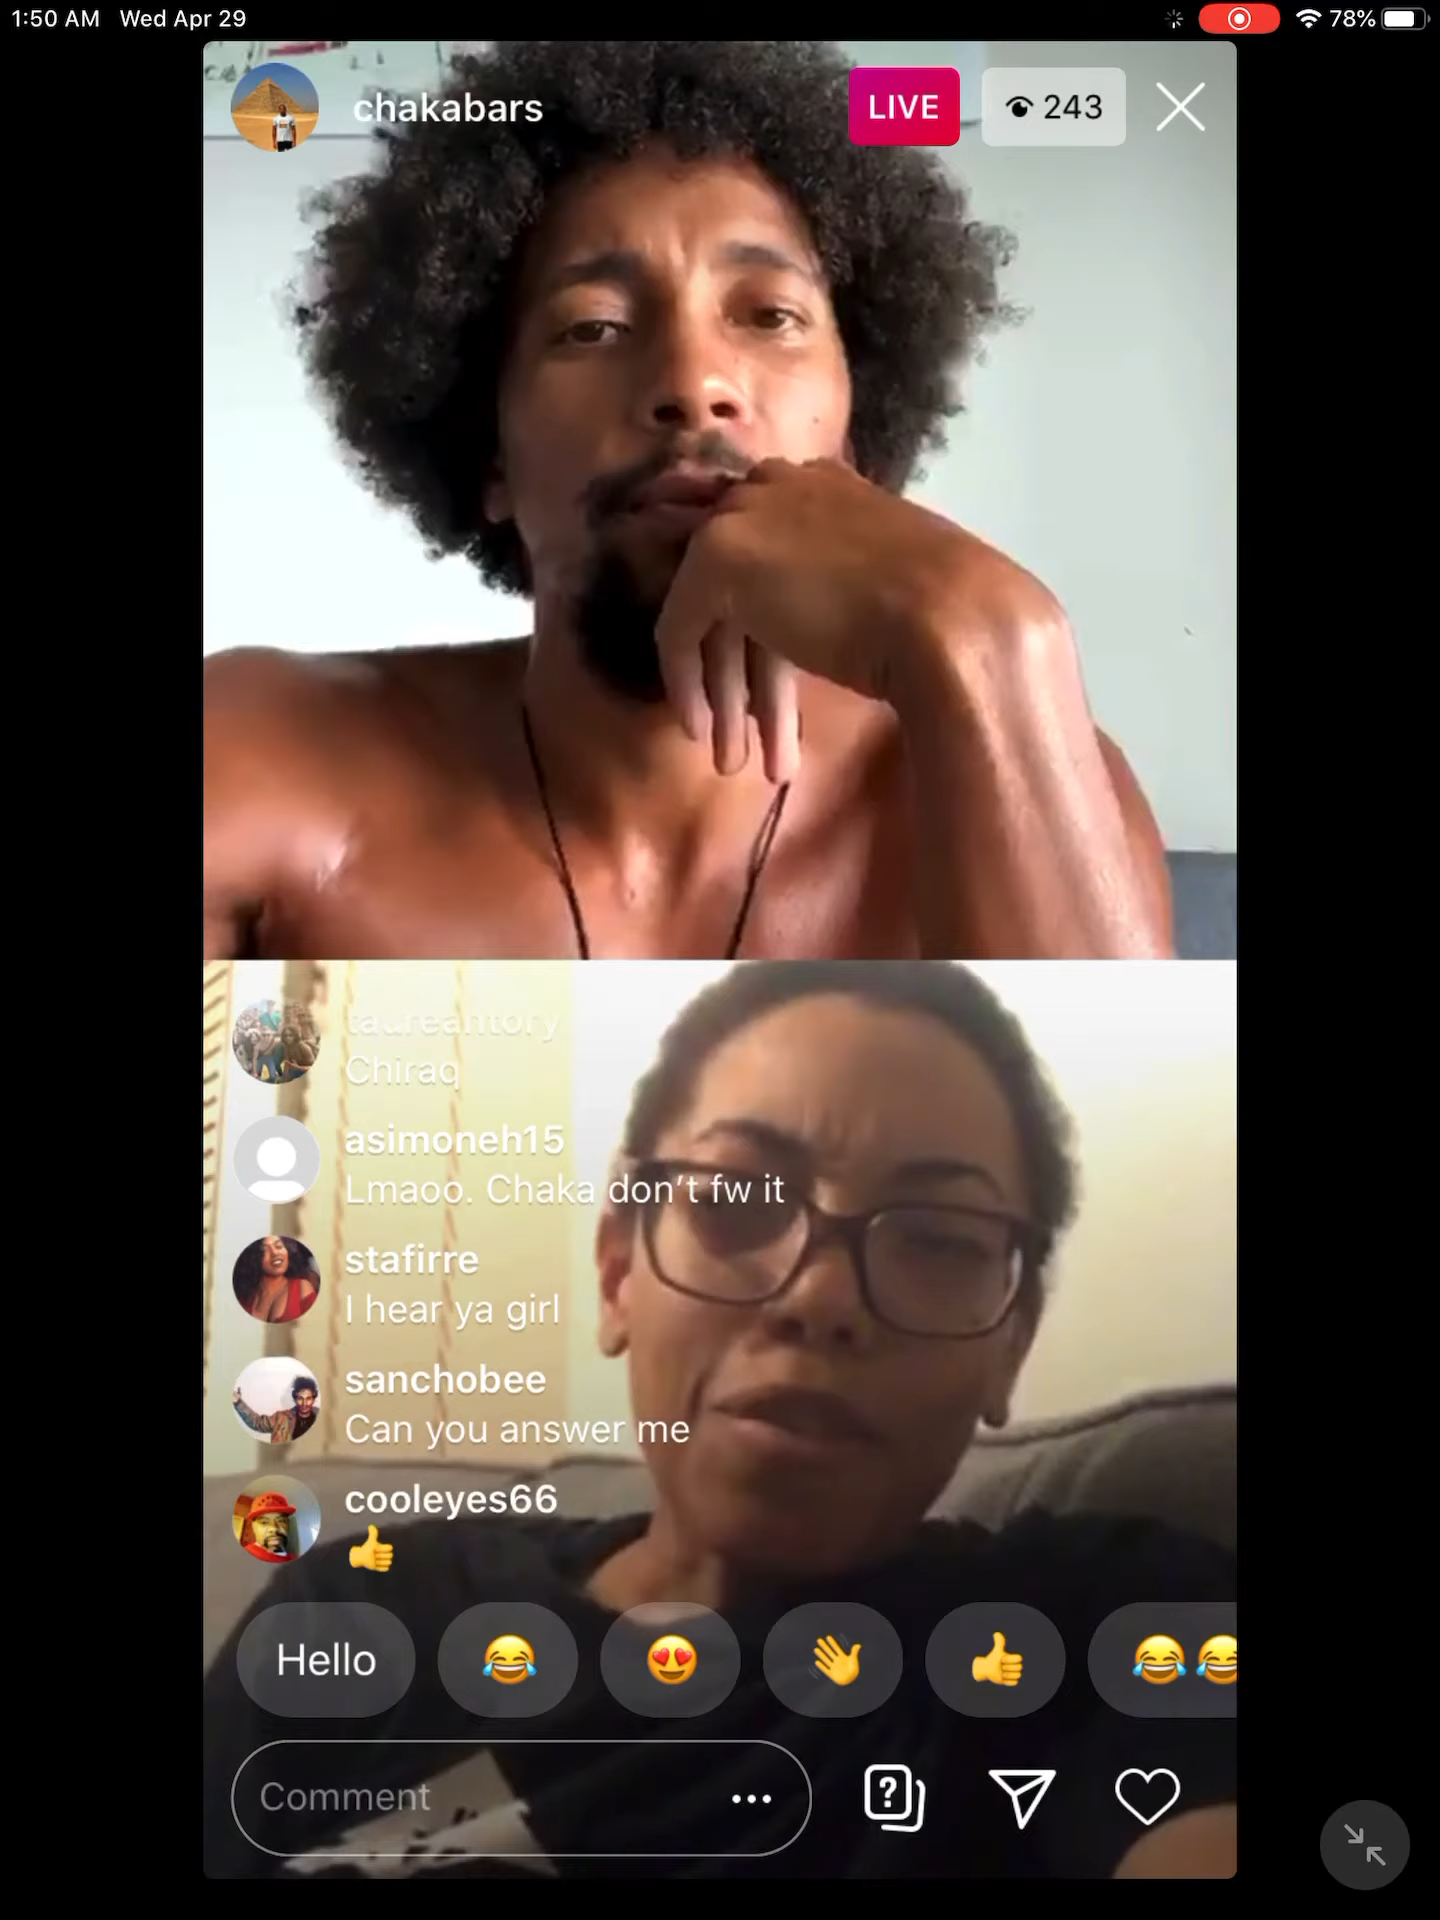 1:50 AM Wed Apr 29
78%
chakabars
LIVE
243
taureantory
Chiraq
asimoneh15
Lmaoo. Chaka don’t fw it
stafirre
I hear ya girl
sanchobee
Can you answer me
cooleyes66
👍
Hello 😂 😍 👋 👍 😂😂
Comment